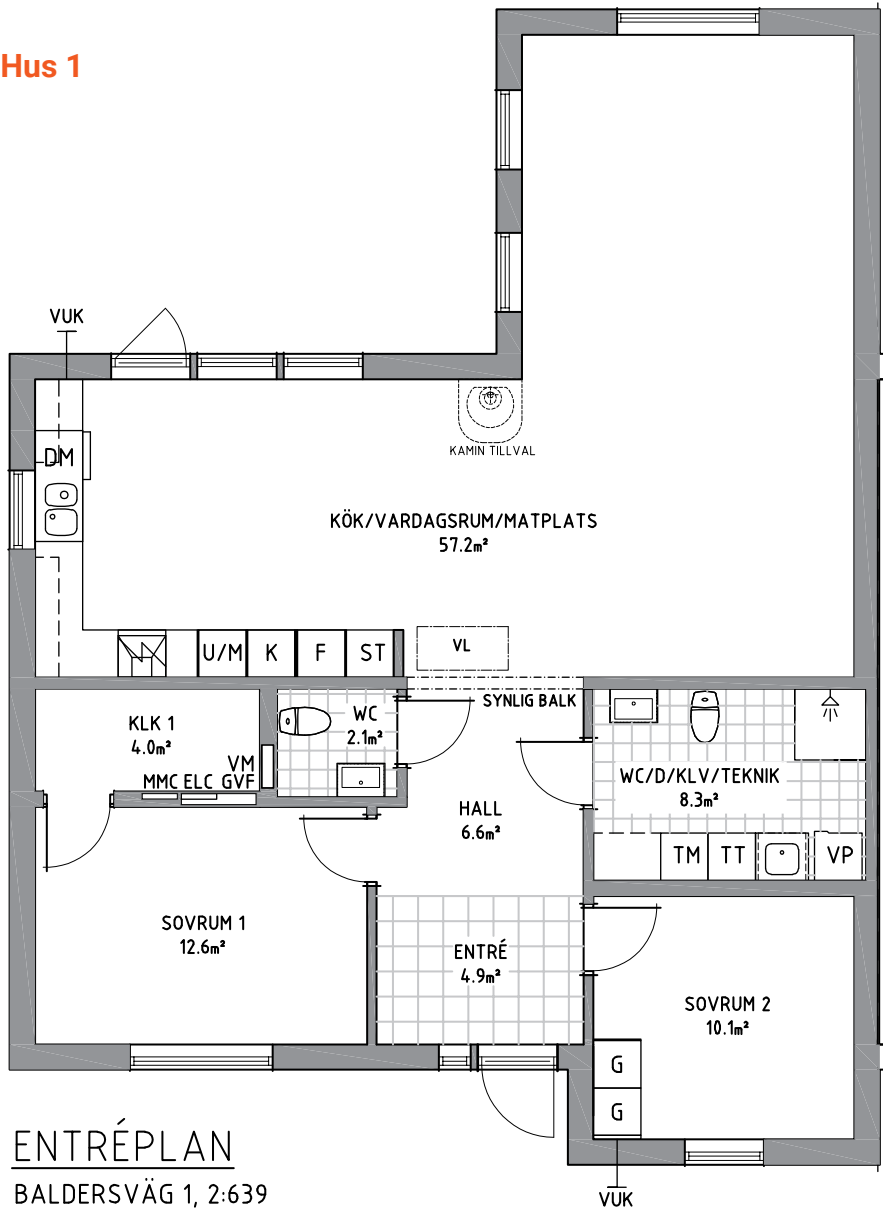 Hus 1
VUK
DM
KAMIN TILLVAL
KÖK/VARDAGSRUM/MATPLATS
57.2m²
U/M K F ST
VL
SYNLIG BALK
KLK 1
4.0m²
WC
2.1m²
VM
MMC ELC GVF
HALL
6.6m²
WC/D/KLV/TEKNIK
8.3m²
TM TT VP
SOVRUM 1
12.6m²
ENTRÉ
4.9m²
SOVRUM 2
10.1m²
G
G
VUK
ENTRÉPLAN
BALDERSVÄG 1, 2:639